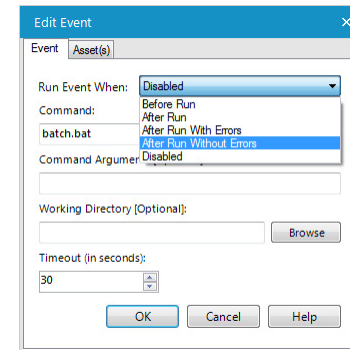 Edit Event
Event Asset(s)
Run Event When: Disabled
Before Run
Command:
After Run
After Run With Errors
batch.bat
After Run Without Errors
Disabled
Command
Working Directory [Optional]:
Browse
Timeout (in seconds):
30
OK Cancel Help